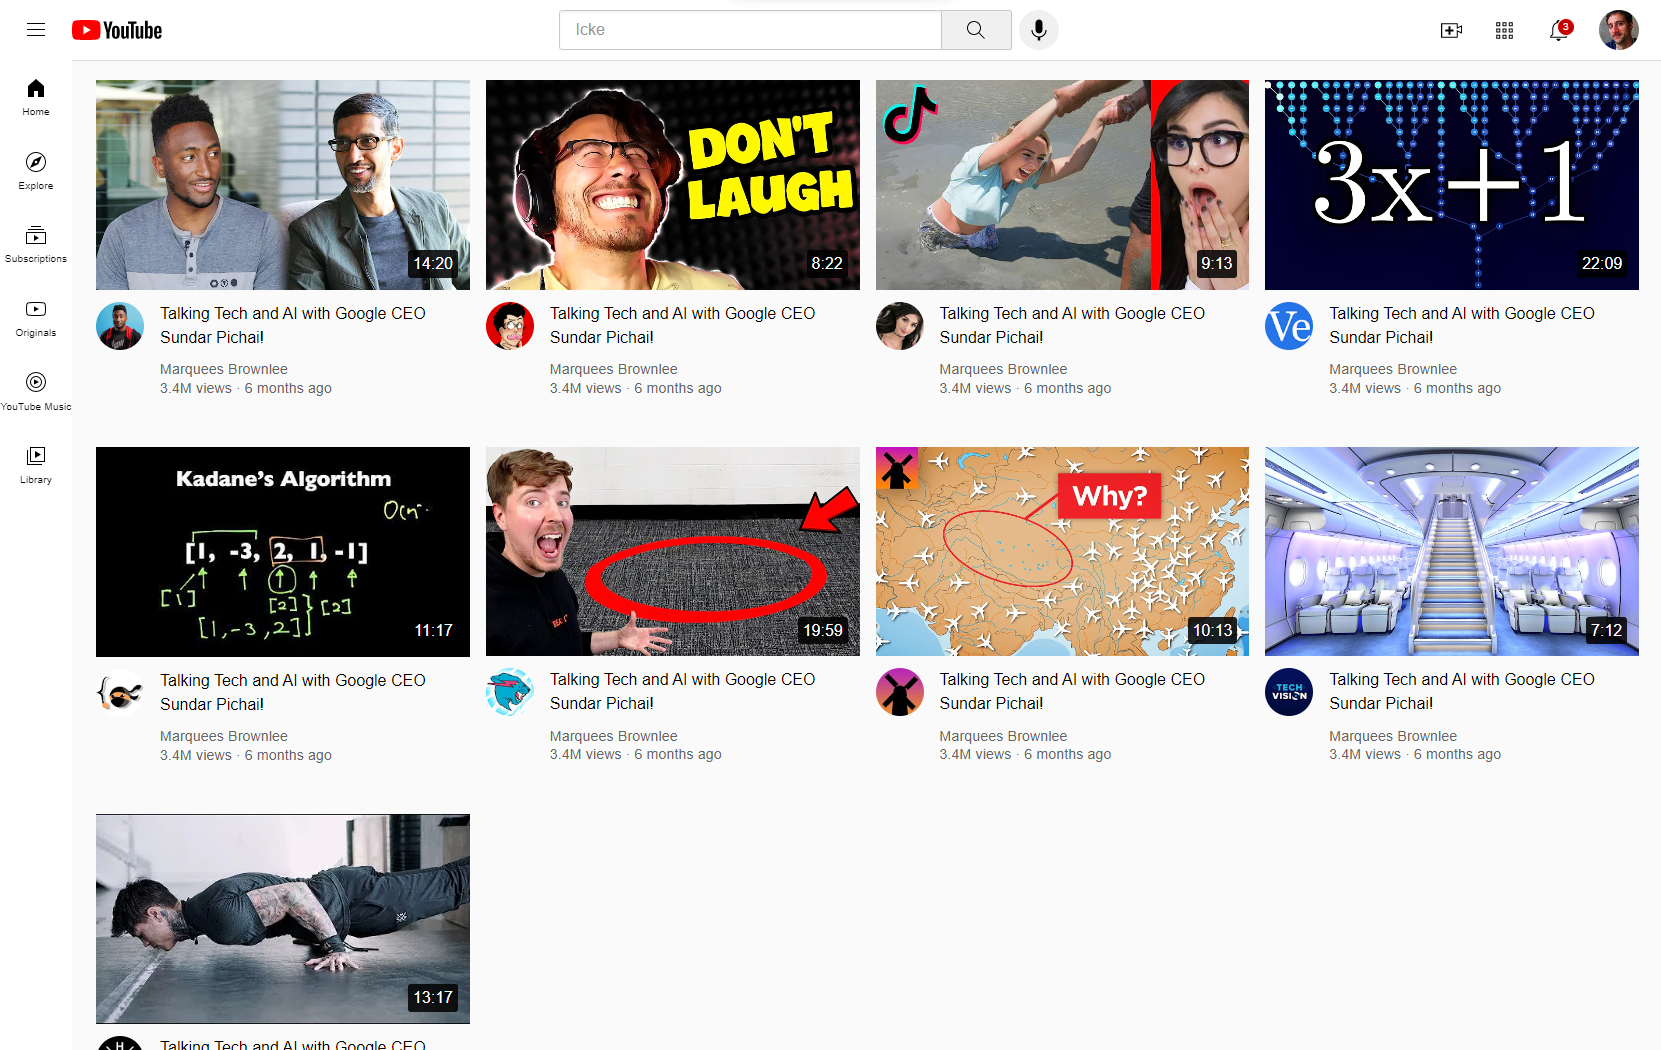 YouTube
Icke
3
Home
Explore
Subscriptions
Originals
YouTube Music
Library
14:20
DON'T
LAUGH
8:22
9:13
3x+1
22:09
Talking Tech and AI with Google CEO
Sundar Pichai!
Marquees Brownlee
3.4M views · 6 months ago
Talking Tech and AI with Google CEO
Sundar Pichai!
Marquees Brownlee
3.4M views · 6 months ago
Talking Tech and AI with Google CEO
Sundar Pichai!
Marquees Brownlee
3.4M views · 6 months ago
Ve
Talking Tech and AI with Google CEO
Sundar Pichai!
Marquees Brownlee
3.4M views · 6 months ago
Kadane's Algorithm
[1, -3, 2, 1, -1]
[1]
[2]
[2]
[1, -3, 2]
11:17
19:59
Why?
10:13
7:12
Talking Tech and AI with Google CEO
Sundar Pichai!
Marquees Brownlee
3.4M views · 6 months ago
Talking Tech and AI with Google CEO
Sundar Pichai!
Marquees Brownlee
3.4M views · 6 months ago
Talking Tech and AI with Google CEO
Sundar Pichai!
Marquees Brownlee
3.4M views · 6 months ago
TECH
VISION
Talking Tech and AI with Google CEO
Sundar Pichai!
Marquees Brownlee
3.4M views · 6 months ago
13:17
H
Talking Tech and AI with Google CEO